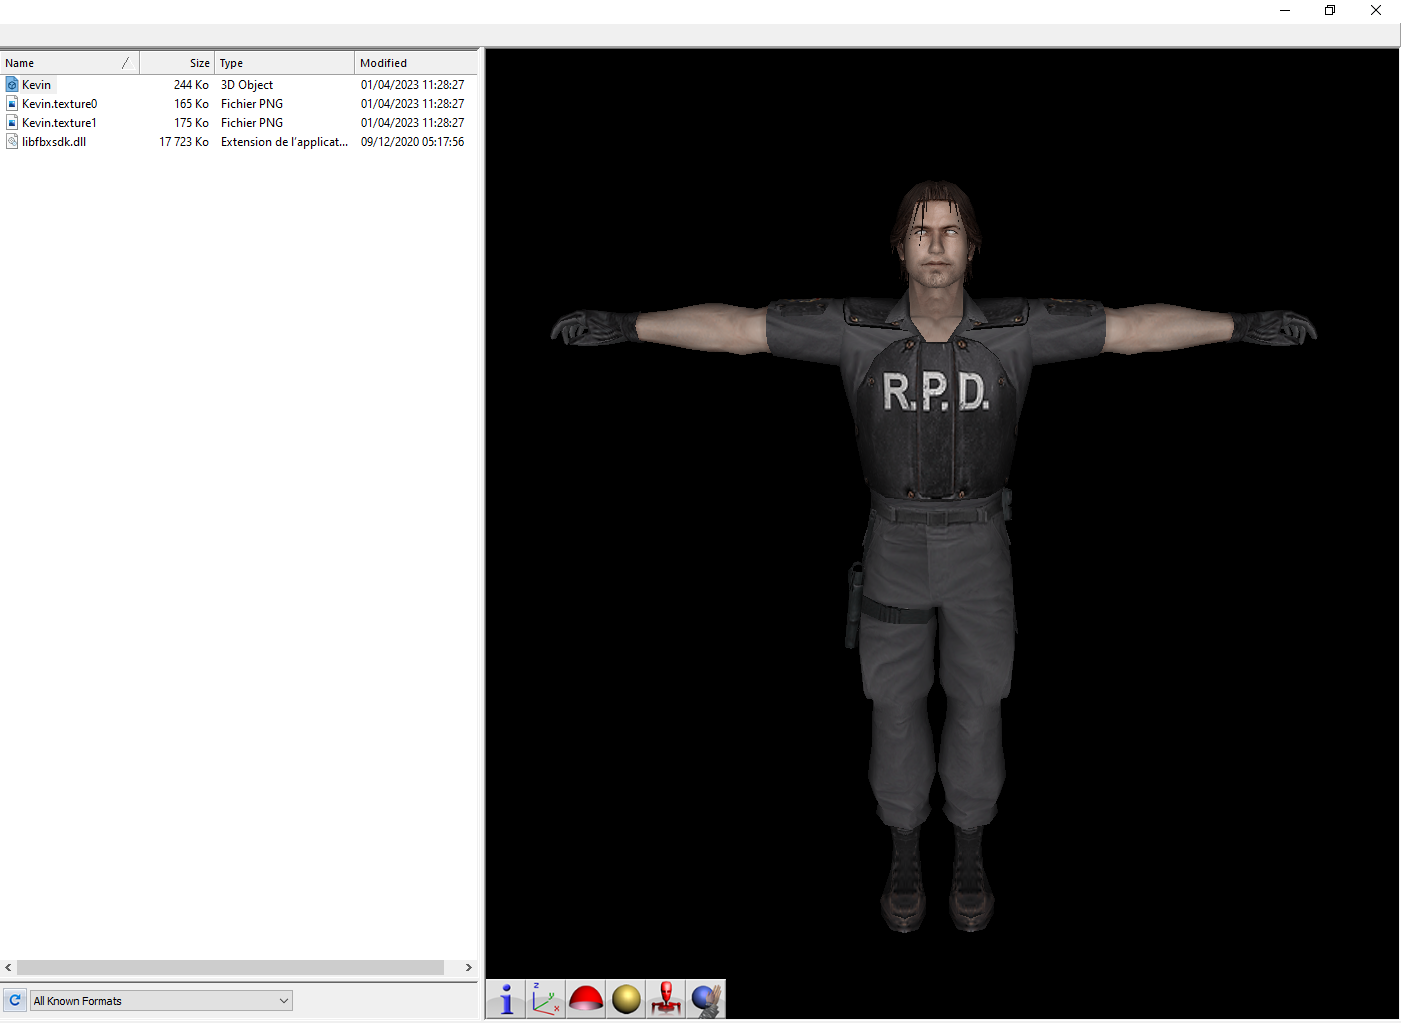 Name Size Type Modified
Kevin 244 Ko 3D Object 01/04/2023 11:28:27
Kevin.texture0 165 Ko Fichier PNG 01/04/2023 11:28:27
Kevin.texture1 175 Ko Fichier PNG 01/04/2023 11:28:27
libfbxsdk.dll 17 723 Ko Extension de l'applicat... 09/12/2020 05:17:56
R.P.D.
All Known Formats
i
z
y
x